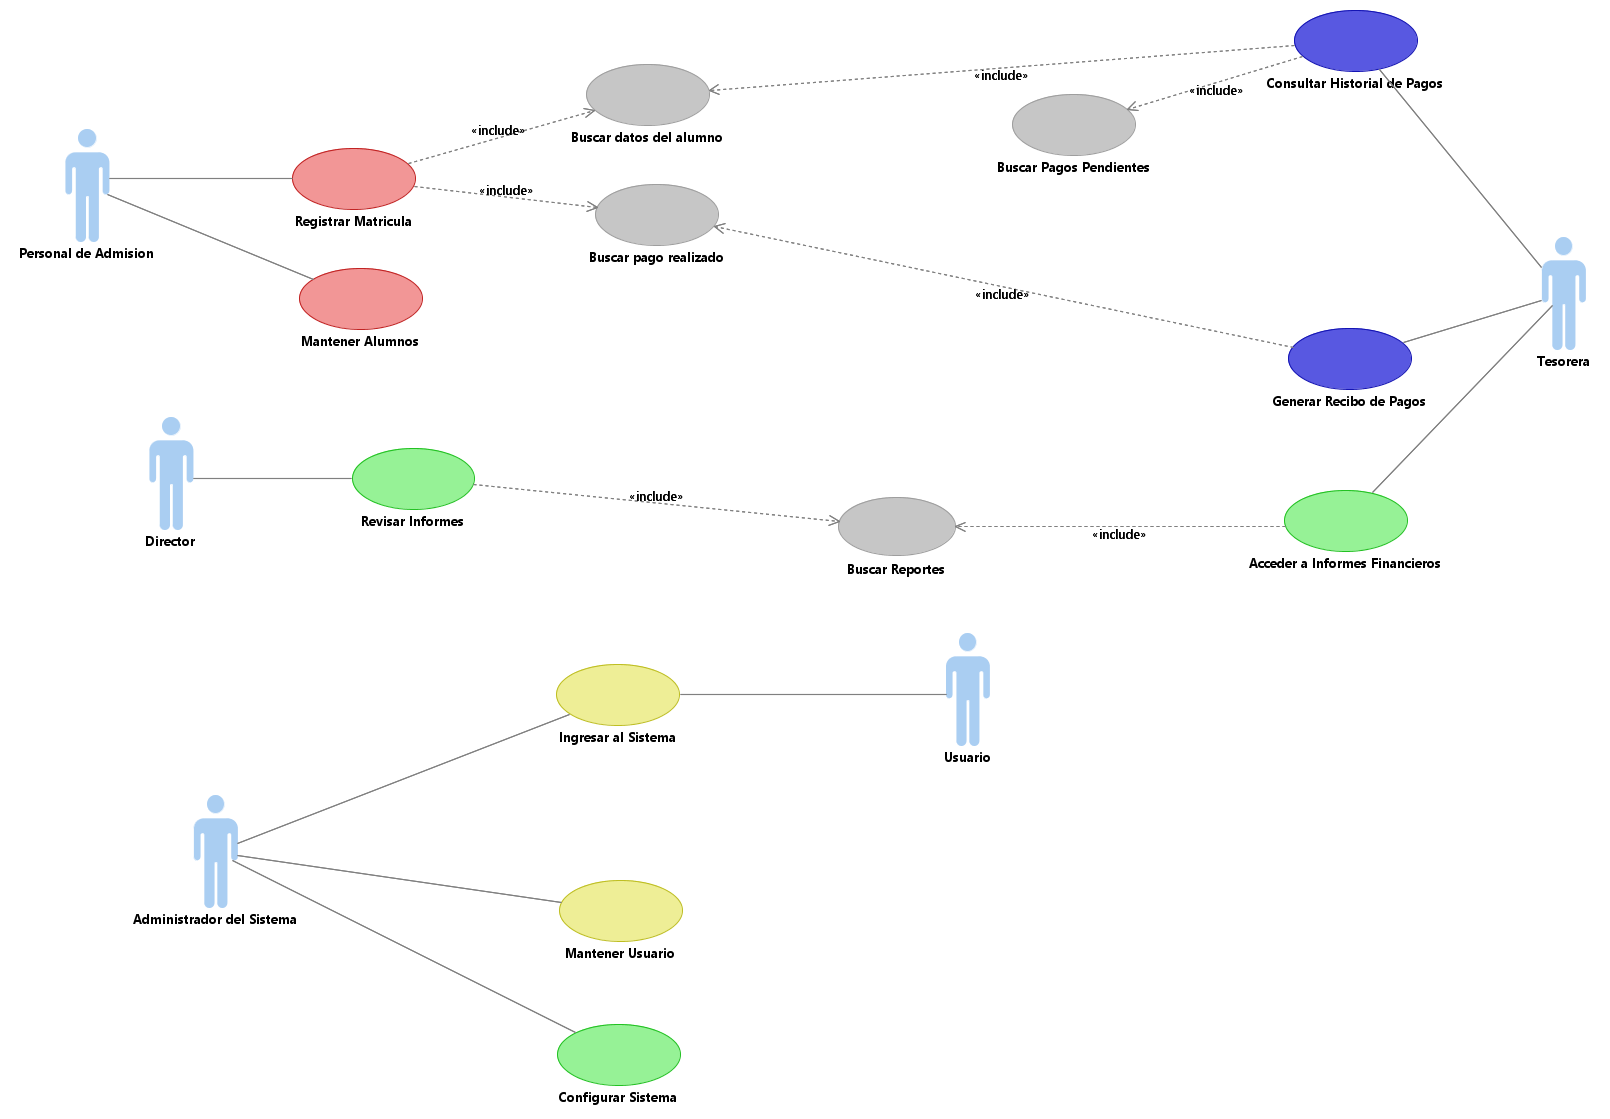 «include»
Consultar Historial de Pagos
«include»
«include»
Buscar datos del alumno
Buscar Pagos Pendientes
«include»
Registrar Matricula
Personal de Admision
Buscar pago realizado
«include»
Mantener Alumnos
Tesorera
Generar Recibo de Pagos
«include»
Revisar Informes
Director
«include»
Buscar Reportes
Acceder a Informes Financieros
Ingresar al Sistema
Usuario
Administrador del Sistema
Mantener Usuario
Configurar Sistema